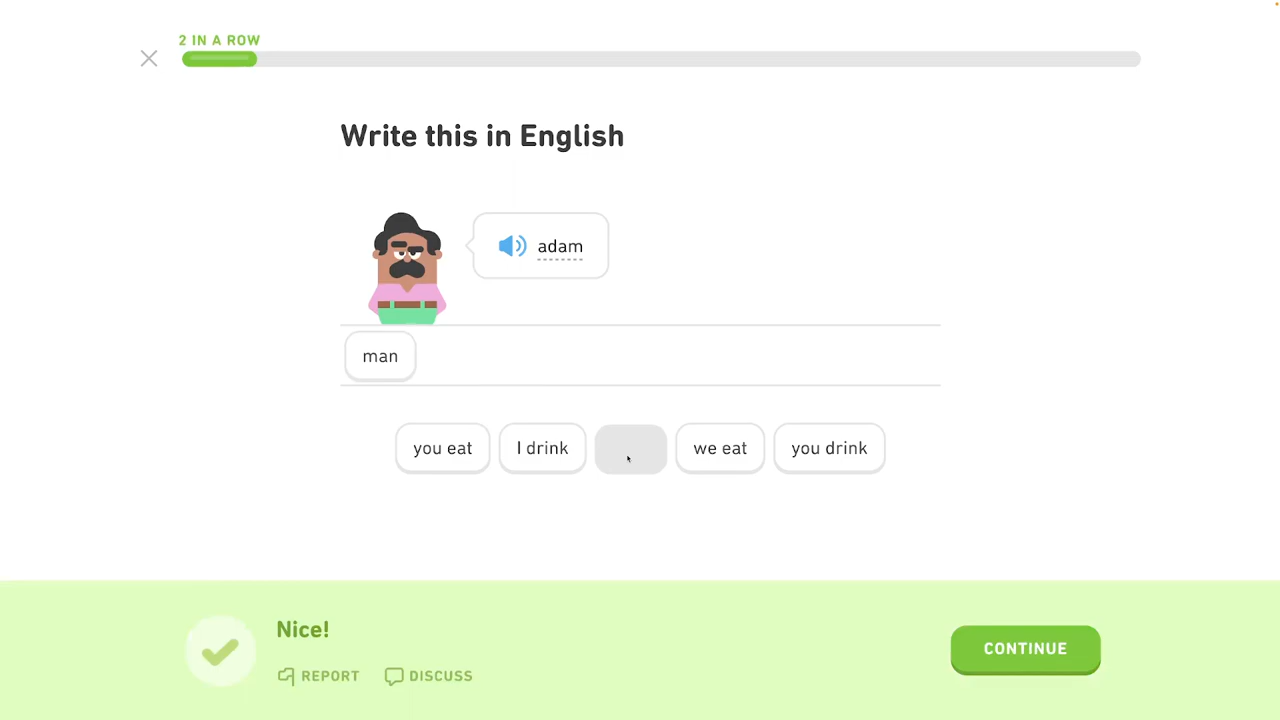 2 IN A ROW
Write this in English
adam
man
you eat
I drink
we eat
you drink
Nice!
CONTINUE
REPORT
DISCUSS